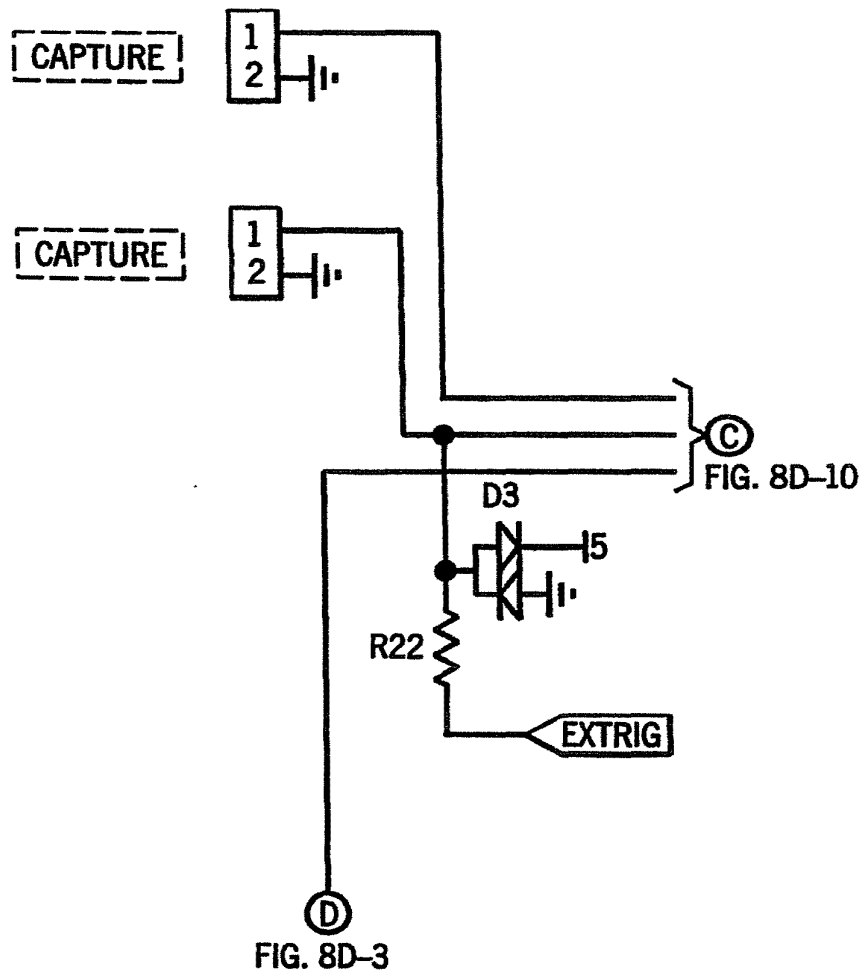 CAPTURE
1
2
CAPTURE
1
2
C
FIG. 8D-10
D3
5
R22
EXTRIG
D
FIG. 8D-3